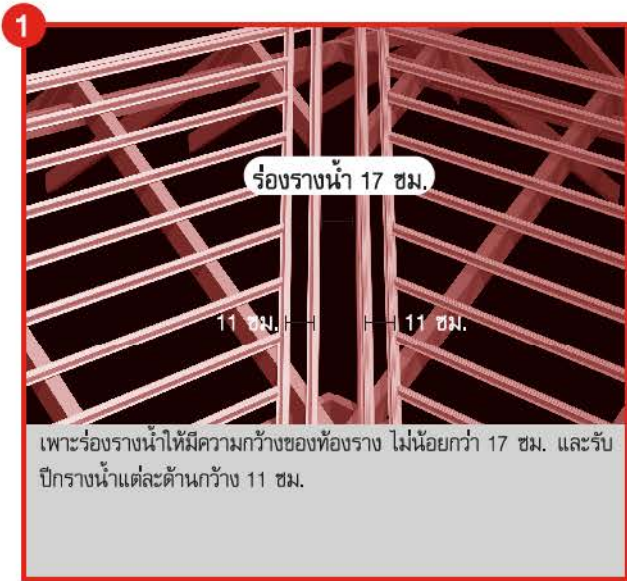 1
ร่องรางน้ำ 17 ซม.
11 ซม.
11 ซม.
เพาะร่องรางน้ำให้มีความกว้างของท้องราง ไม่น้อยกว่า 17 ซม. และรับ
ปีกรางน้ำแต่ละด้านกว้าง 11 ซม.